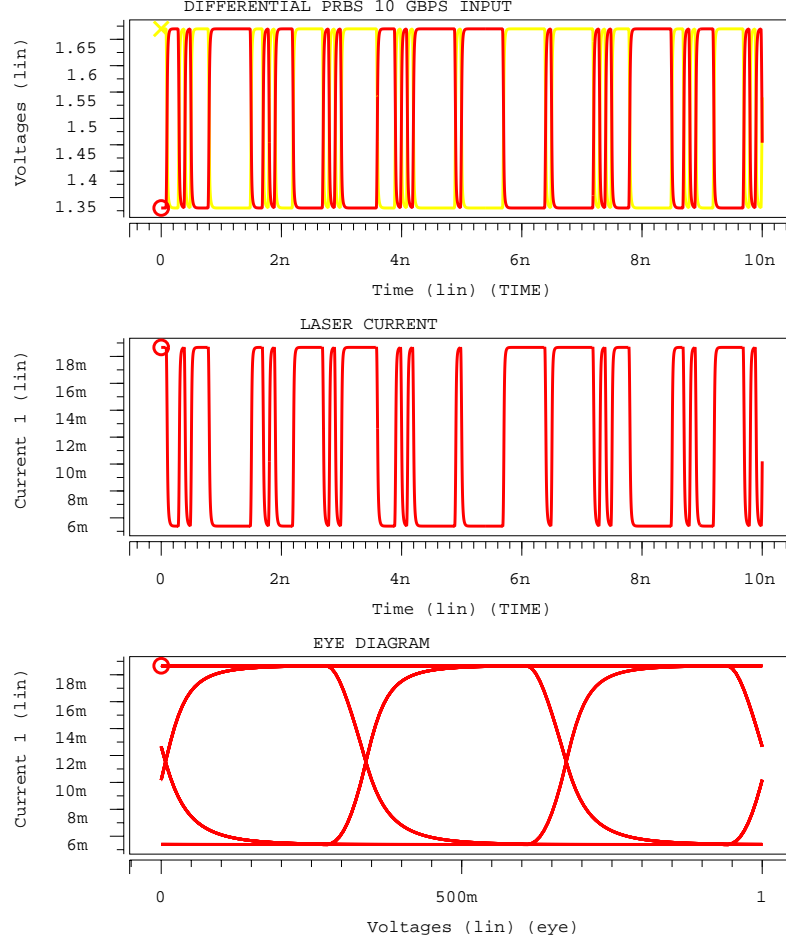 DIFFERENTIAL PRBS 10 GBPS INPUT
Voltages (lin)
1.65
1.6
1.55
1.5
1.45
1.4
1.35
0 2n 4n 6n 8n 10n
Time (lin) (TIME)
LASER CURRENT
Current 1 (lin)
18m
16m
14m
12m
10m
8m
6m
0 2n 4n 6n 8n 10n
Time (lin) (TIME)
EYE DIAGRAM
Current 1 (lin)
18m
16m
14m
12m
10m
8m
6m
0 500m 1
Voltages (lin) (eye)